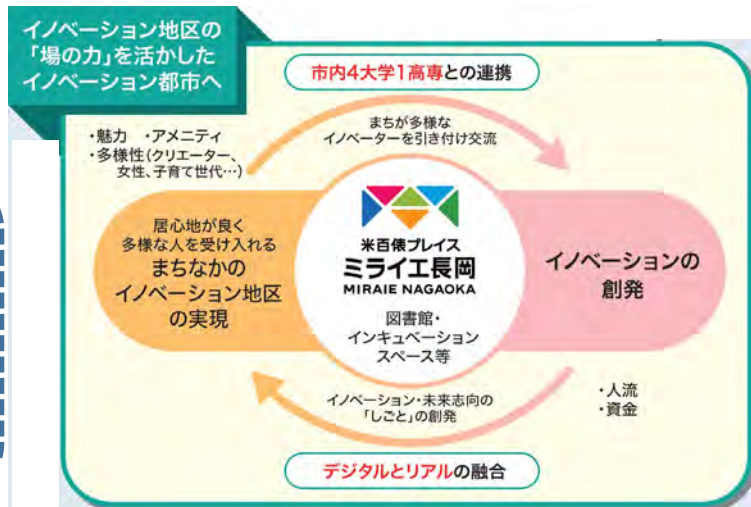 イノベーション地区の
「場の力」を活かした
イノベーション都市へ
市内4大学1高専との連携
・魅力　・アメニティ
・多様性(クリエーター、
女性、子育て世代…)
まちが多様な
イノベーターを引き付け交流
居心地が良く
多様な人を受け入れる
まちなかの
イノベーション地区
の実現
米百俵プレイス
ミライエ長岡
MIRAIE NAGAOKA
図書館・
インキュベーション
スペース等
イノベーションの
創発
イノベーション・未来志向の
「しごと」の創発
・人流
・資金
デジタルとリアルの融合